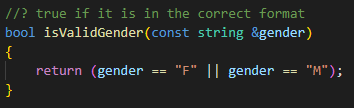 //? true if it is in the correct format
bool isValidGender(const string &gender)
{
    return (gender == "F" || gender == "M");
}